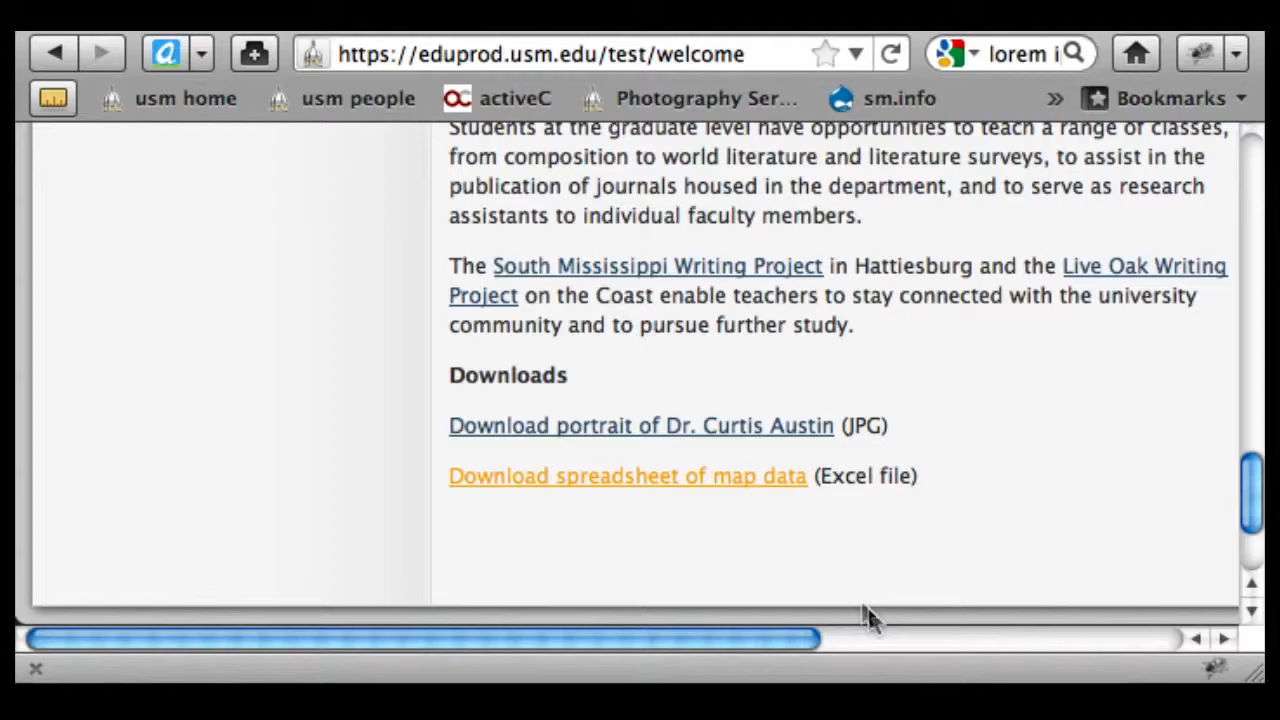 https://eduprod.usm.edu/test/welcome
lorem i
usm home
usm people
activeC
Photography Ser...
sm.info
»
Bookmarks
Students at the graduate level have opportunities to teach a range of classes,
from composition to world literature and literature surveys, to assist in the
publication of journals housed in the department, and to serve as research
assistants to individual faculty members.
The South Mississippi Writing Project in Hattiesburg and the Live Oak Writing
Project on the Coast enable teachers to stay connected with the university
community and to pursue further study.
Downloads
Download portrait of Dr. Curtis Austin (JPG)
Download spreadsheet of map data (Excel file)